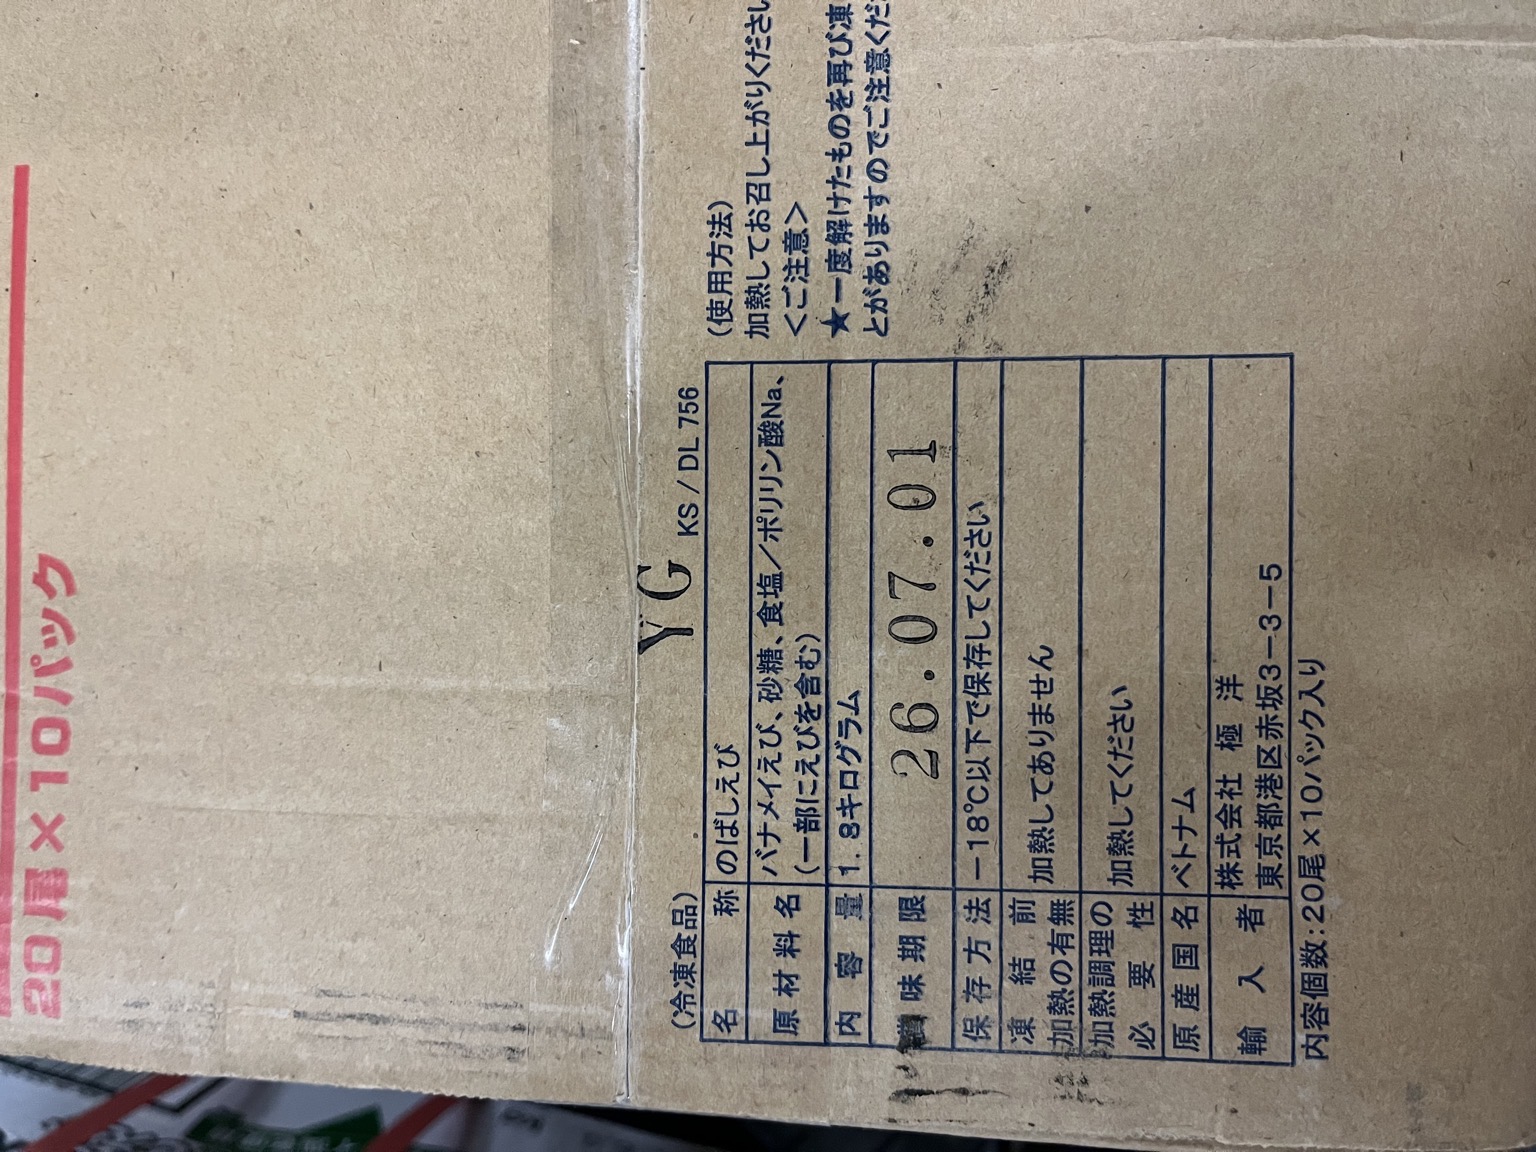 20尾×10パック
YG
KS/DL 756
(冷凍食品)
名称 のばしえび
原材料名 バナメイえび、砂糖、食塩/ポリリン酸Na、
(一部にえびを含む)
内容量 1.8キログラム
賞味期限 26.07.01
保存方法 -18℃以下で保存してください
凍結前
加熱の有無 加熱してありません
加熱調理の
必要性 加熱してください
原産国名 ベトナム
輸入者 株式会社 極洋
東京都港区赤坂3-3-5
内容個数:20尾×10パック入り
(使用方法)
加熱してお召し上がりください
<ご注意>
★一度解けたものを再び凍
とがありますのでご注意くだ